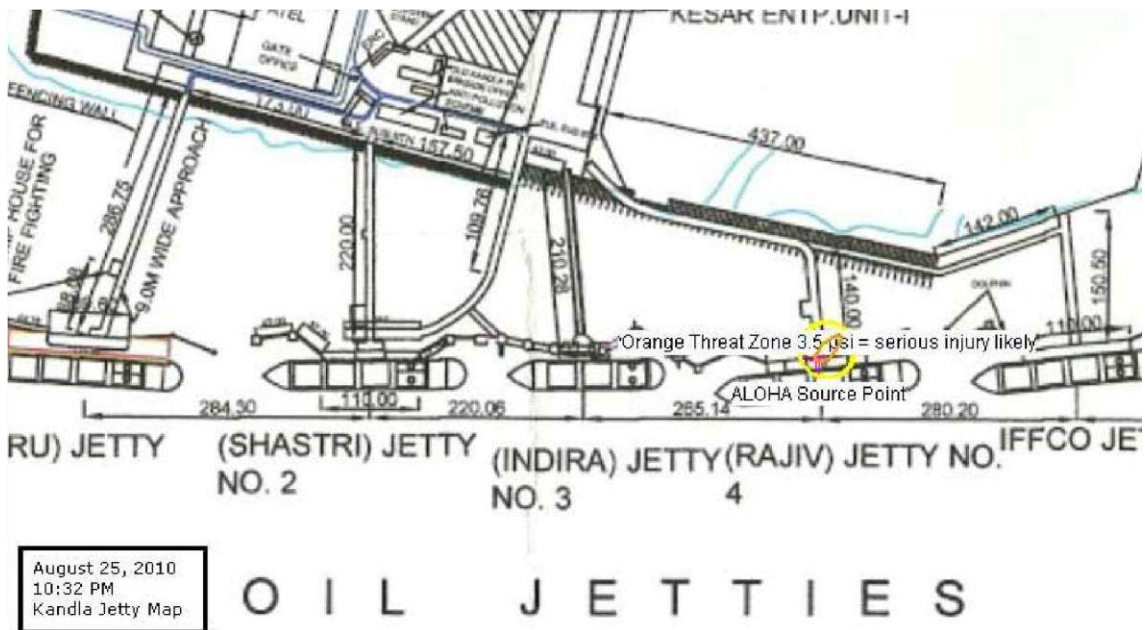 KESAR ENTP.UNIT-I
GATE
OFFICE
FENCING WALL
157.50
437.00
HOUSE FOR
FIRE FIGHTING
286.75
9.0M WIDE APPROACH
220.00
109.76
210.28
140.00
142.00
DOLPHIN
150.50
110.00
"Orange Threat Zone 3.5 psi = serious injury likely"
ALOHA Source Point
284.30
110.00
220.06
265.14
280.20
RU) JETTY
(SHASTRI) JETTY
NO. 2
(INDIRA) JETTY
NO. 3
(RAJIV) JETTY NO.
4
IFFCO JET
August 25, 2010
10:32 PM
Kandla Jetty Map
OIL JETTIES